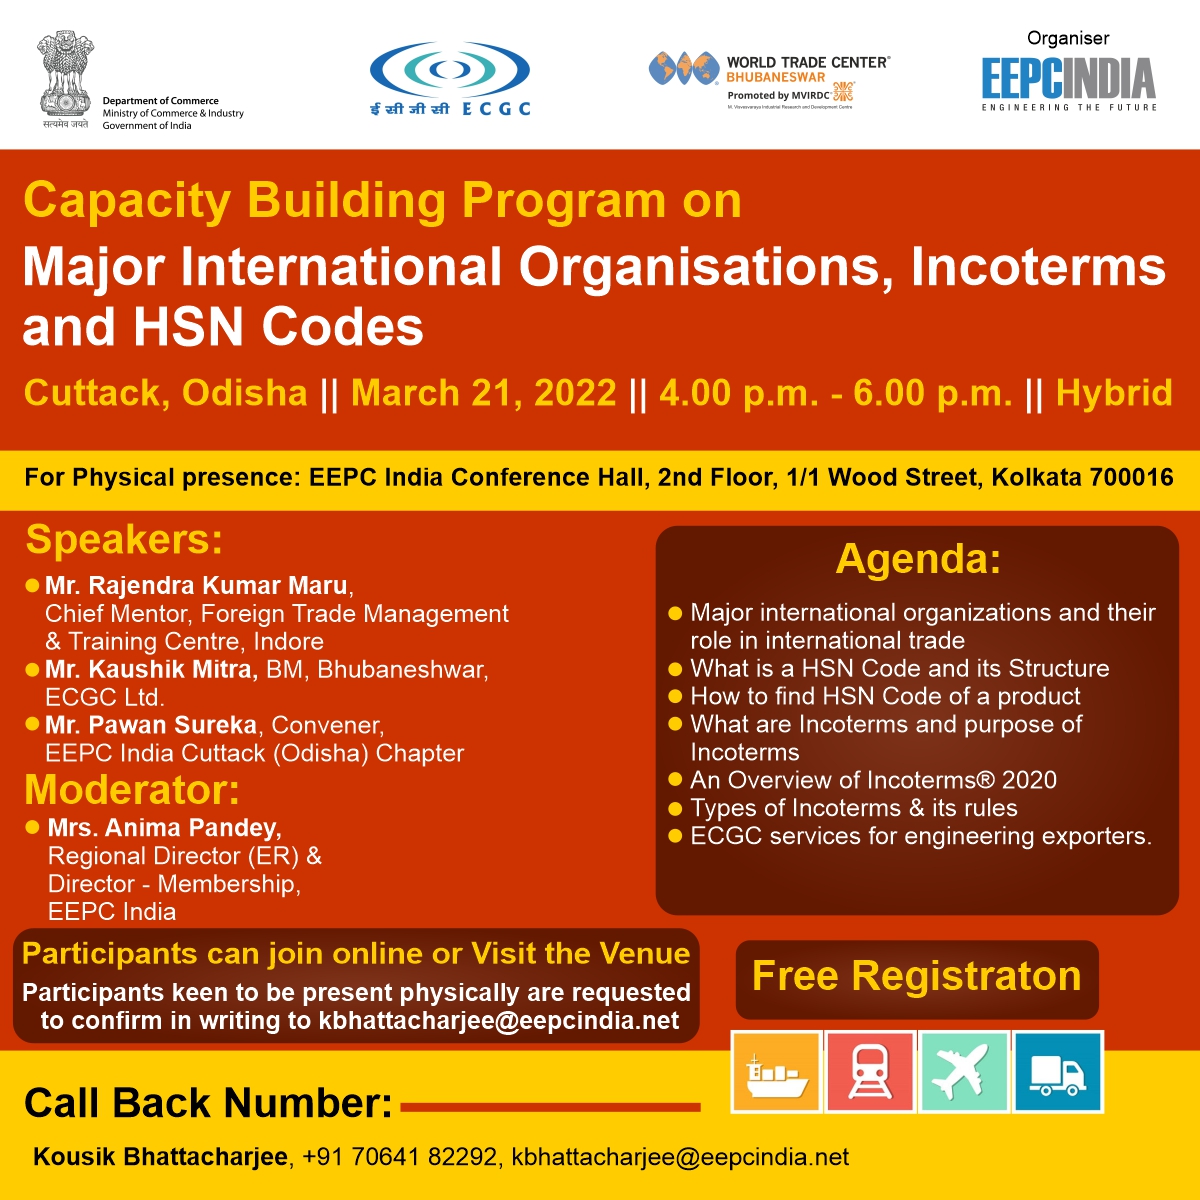 सत्यमेव जयते
Department of Commerce
Ministry of Commerce & Industry
Government of India
ई सी जी सी E C G C
WORLD TRADE CENTER®
BHUBANESWAR
Promoted by MVIRDC
M. Visvesvaraya Industrial Research and Development Centre
Organiser
EEPCINDIA
ENGINEERING THE FUTURE
Capacity Building Program on
Major International Organisations, Incoterms
and HSN Codes
Cuttack, Odisha || March 21, 2022 || 4.00 p.m. - 6.00 p.m. || Hybrid
For Physical presence: EEPC India Conference Hall, 2nd Floor, 1/1 Wood Street, Kolkata 700016
Speakers:
Mr. Rajendra Kumar Maru,
Chief Mentor, Foreign Trade Management
& Training Centre, Indore
Mr. Kaushik Mitra, BM, Bhubaneshwar,
ECGC Ltd.
Mr. Pawan Sureka, Convener,
EEPC India Cuttack (Odisha) Chapter
Moderator:
Mrs. Anima Pandey,
Regional Director (ER) &
Director - Membership,
EEPC India
Agenda:
Major international organizations and their
role in international trade
What is a HSN Code and its Structure
How to find HSN Code of a product
What are Incoterms and purpose of
Incoterms
An Overview of Incoterms® 2020
Types of Incoterms & its rules
ECGC services for engineering exporters.
Participants can join online or Visit the Venue
Participants keen to be present physically are requested
to confirm in writing to kbhattacharjee@eepcindia.net
Free Registraton
Call Back Number:
Kousik Bhattacharjee, +91 70641 82292, kbhattacharjee@eepcindia.net